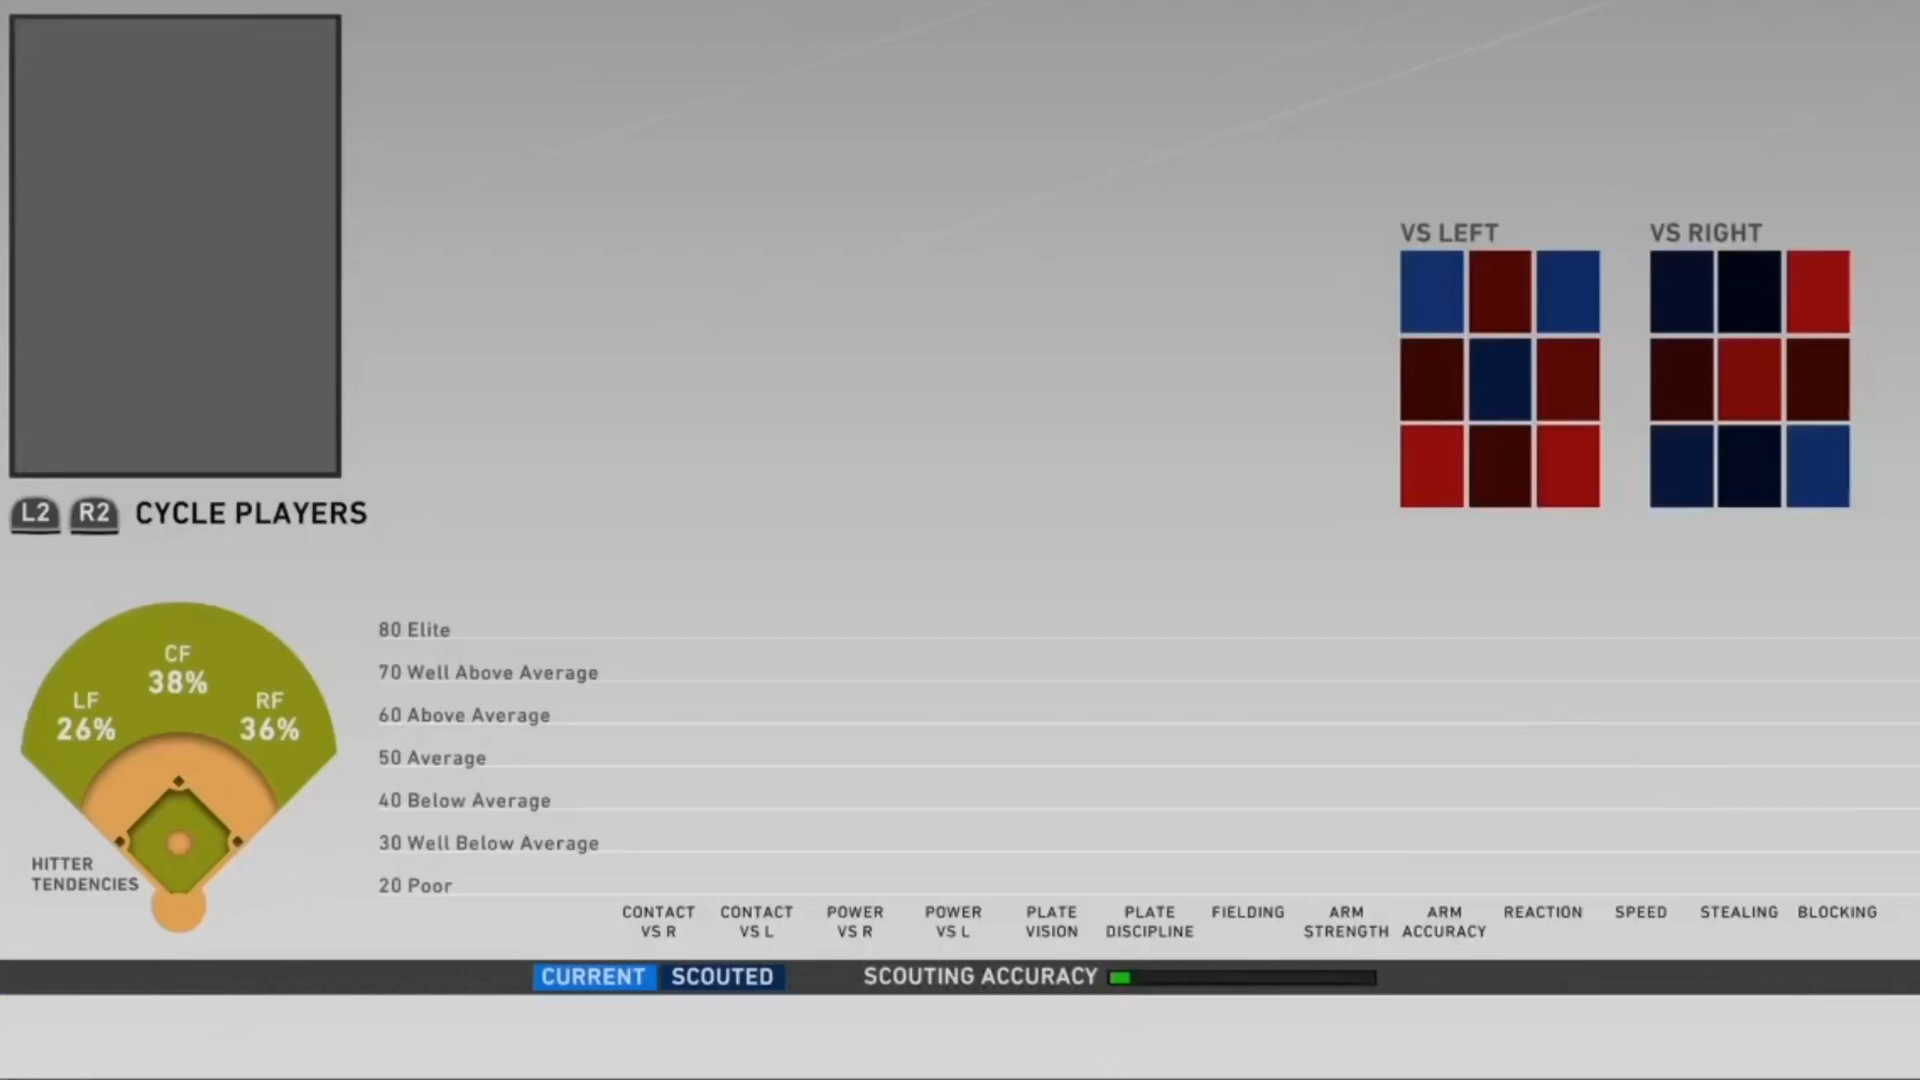 VS LEFT
VS RIGHT
L2 R2 CYCLE PLAYERS
CF
38%
LF
26%
RF
36%
HITTER
TENDENCIES
80 Elite
70 Well Above Average
60 Above Average
50 Average
40 Below Average
30 Well Below Average
20 Poor
CONTACT
VS R
CONTACT
VS L
POWER
VS R
POWER
VS L
PLATE
VISION
PLATE
DISCIPLINE
FIELDING
ARM
STRENGTH
ARM
ACCURACY
REACTION
SPEED
STEALING
BLOCKING
CURRENT SCOUTED SCOUTING ACCURACY